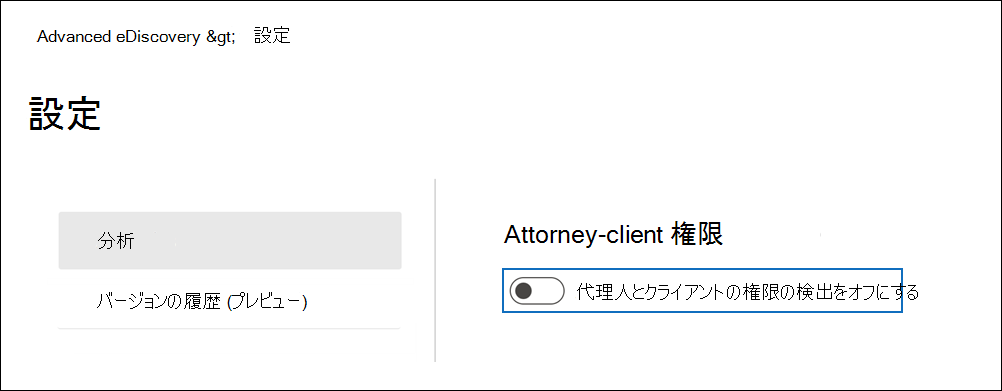 Advanced eDiscovery &gt; 設定
設定
分析
バージョンの履歴 (プレビュー)
Attorney-client 権限
代理人とクライアントの権限の検出をオフにする